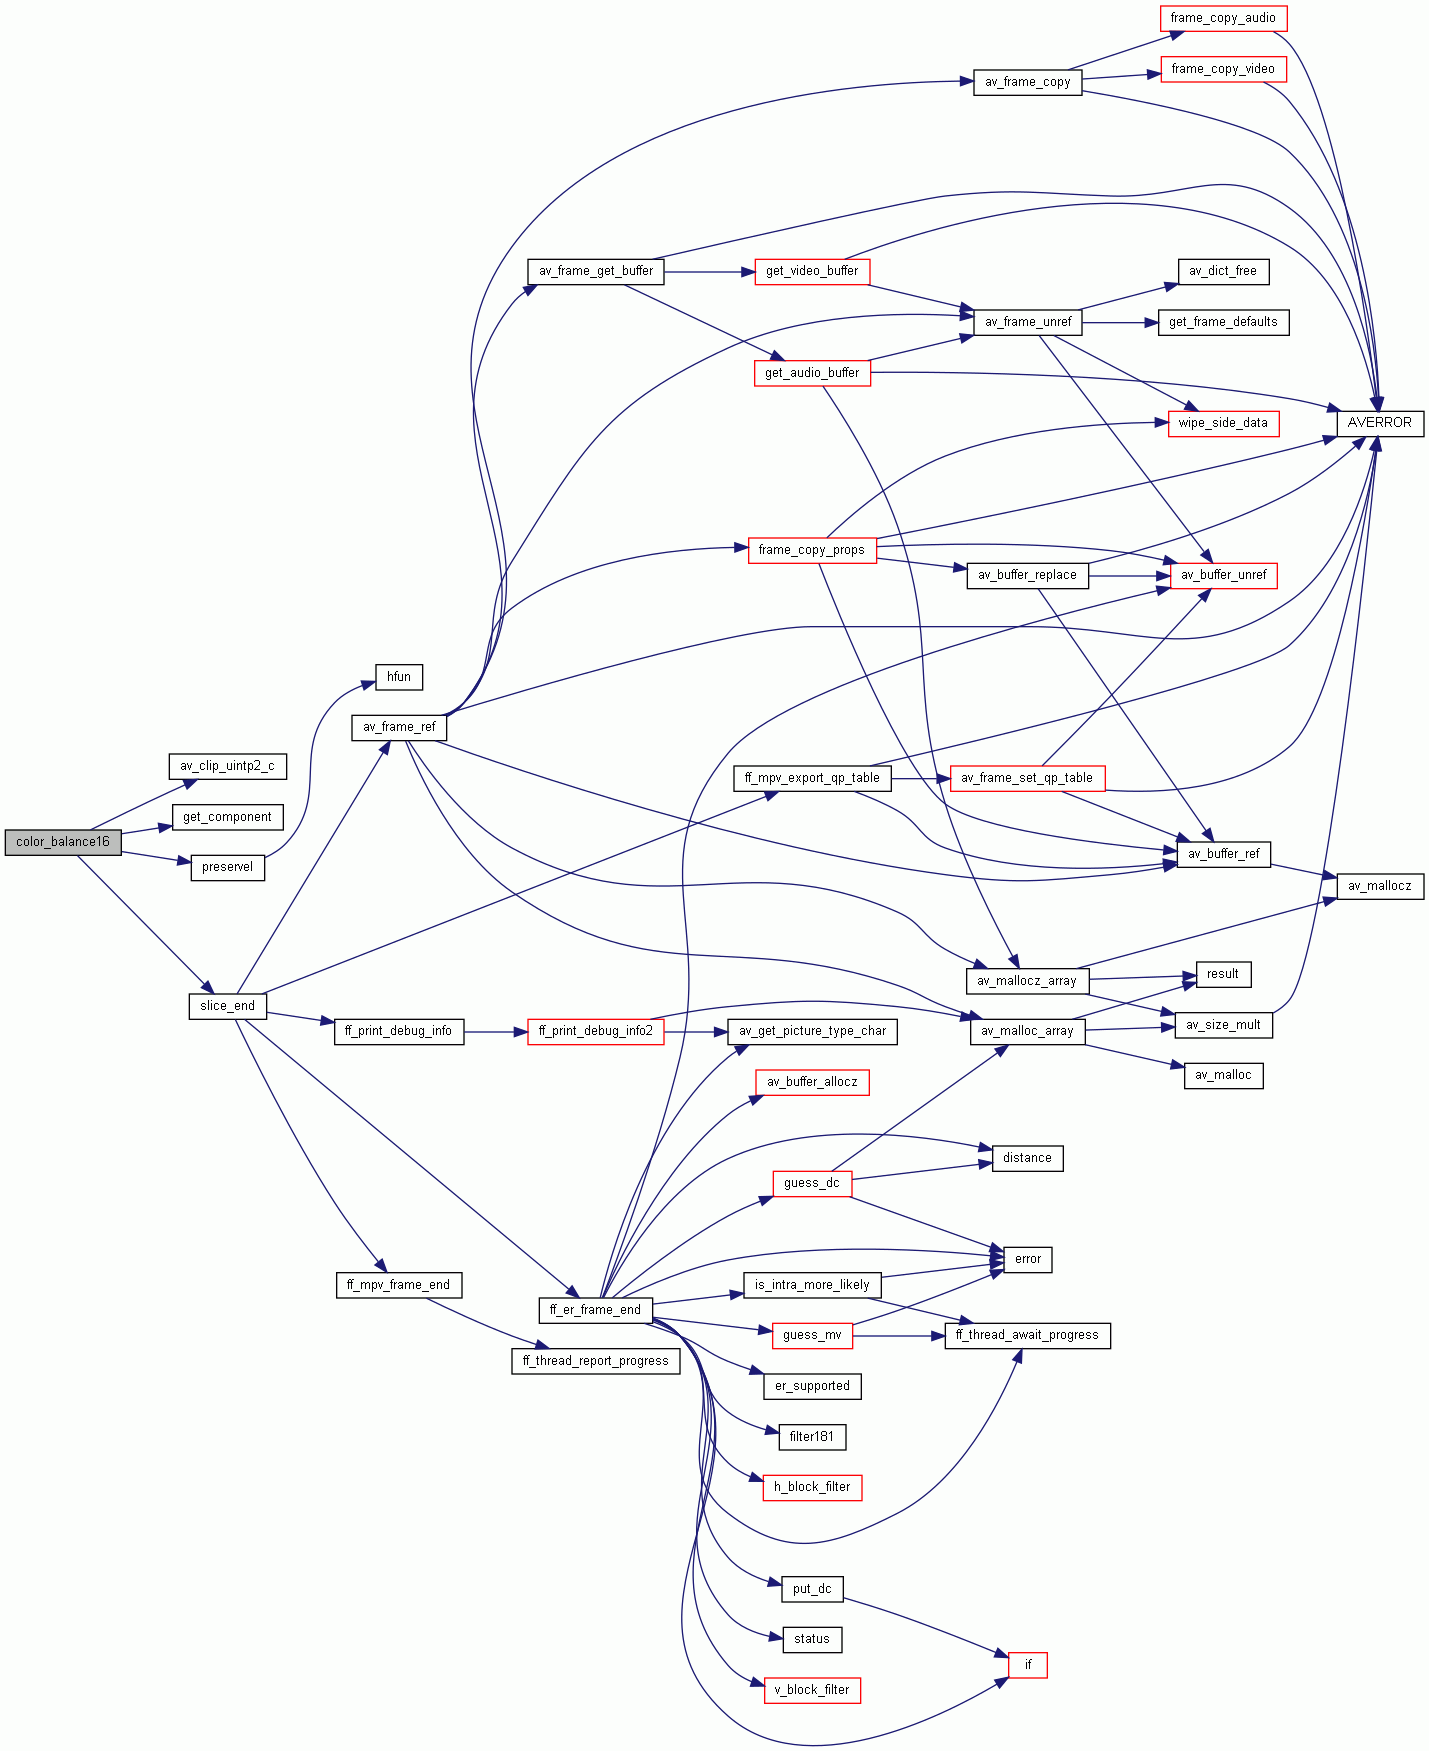 frame_copy_audio
frame_copy_video
av_frame_copy
av_frame_get_buffer
get_video_buffer
av_dict_free
av_frame_unref
get_frame_defaults
get_audio_buffer
wipe_side_data
AVERROR
frame_copy_props
av_buffer_replace
av_buffer_unref
hfun
av_frame_ref
av_clip_uintp2_c
ff_mpv_export_qp_table
av_frame_set_qp_table
get_component
color_balance16
preservel
av_buffer_ref
av_mallocz
av_mallocz_array
result
slice_end
ff_print_debug_info
ff_print_debug_info2
av_get_picture_type_char
av_malloc_array
av_size_mult
av_malloc
av_buffer_allocz
distance
guess_dc
error
ff_mpv_frame_end
is_intra_more_likely
ff_er_frame_end
guess_mv
ff_thread_await_progress
ff_thread_report_progress
er_supported
filter181
h_block_filter
put_dc
status
if
v_block_filter